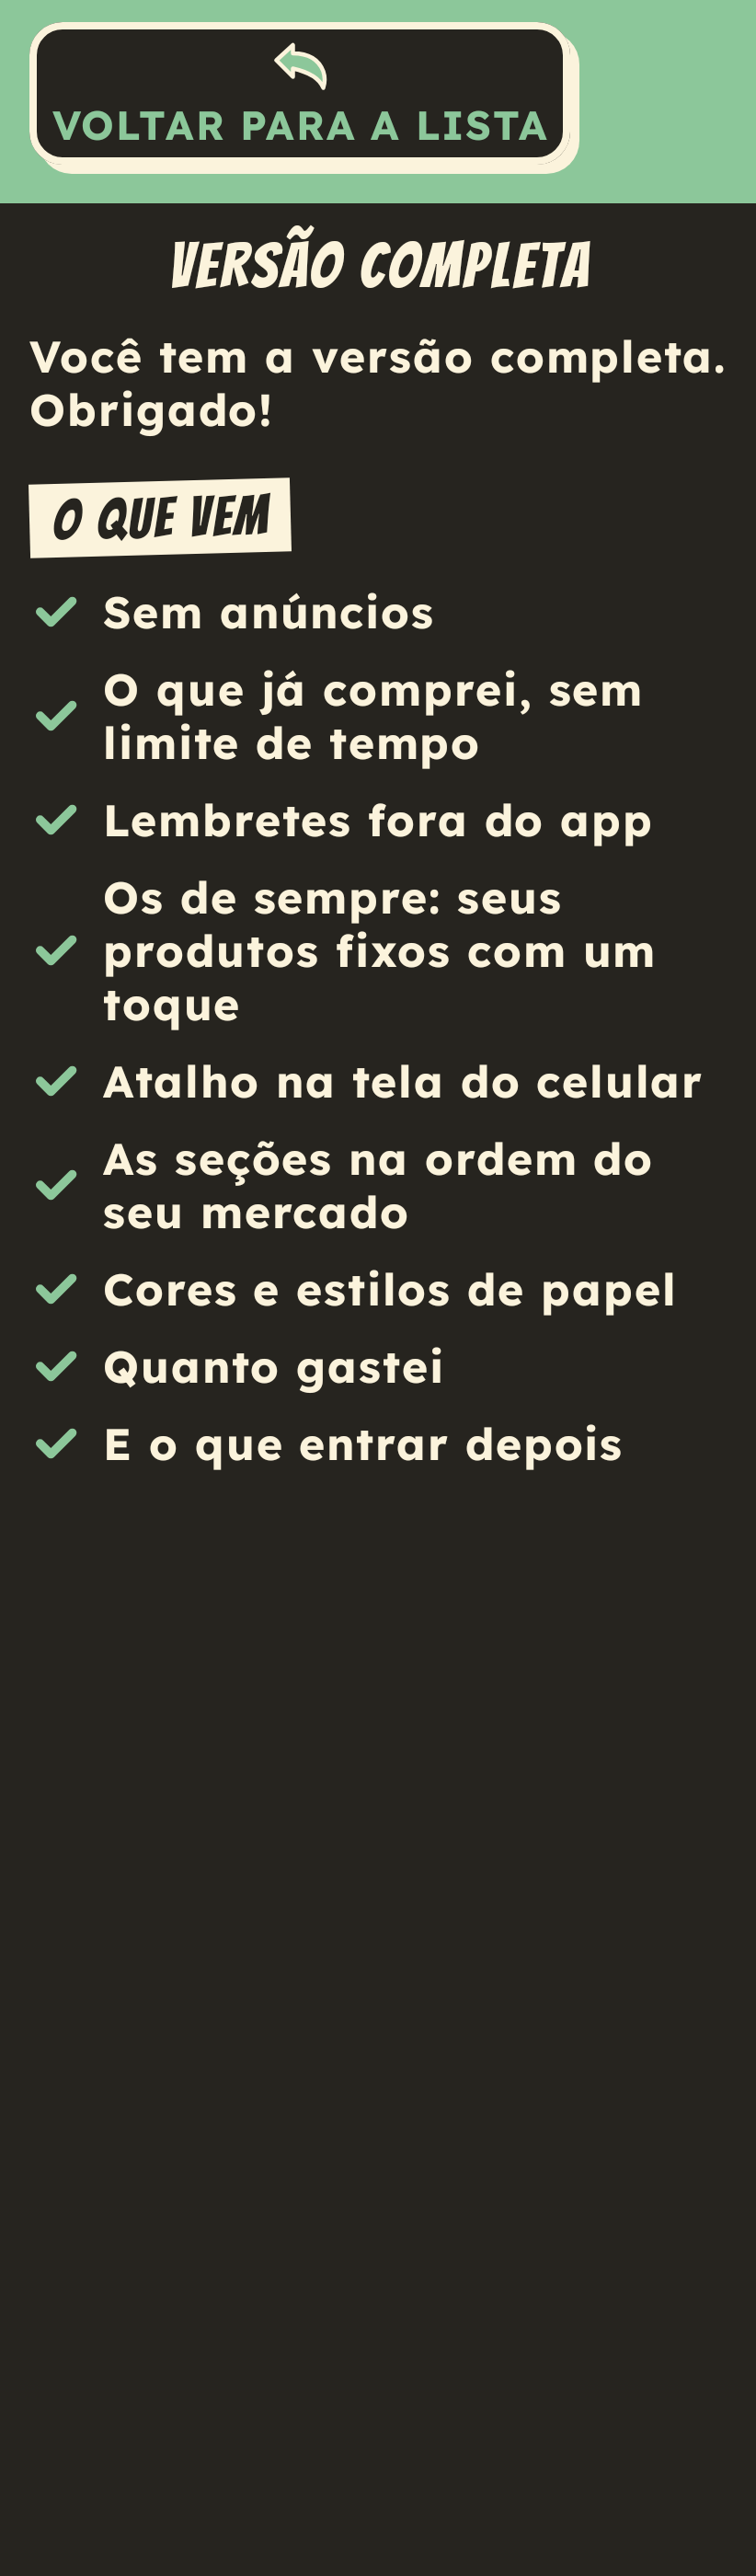 VOLTAR PARA A LISTA
VERSÃO COMPLETA
Você tem a versão completa.
Obrigado!
O QUE VEM
Sem anúncios
O que já comprei, sem
limite de tempo
Lembretes fora do app
Os de sempre: seus
produtos fixos com um
toque
Atalho na tela do celular
As seções na ordem do
seu mercado
Cores e estilos de papel
Quanto gastei
E o que entrar depois